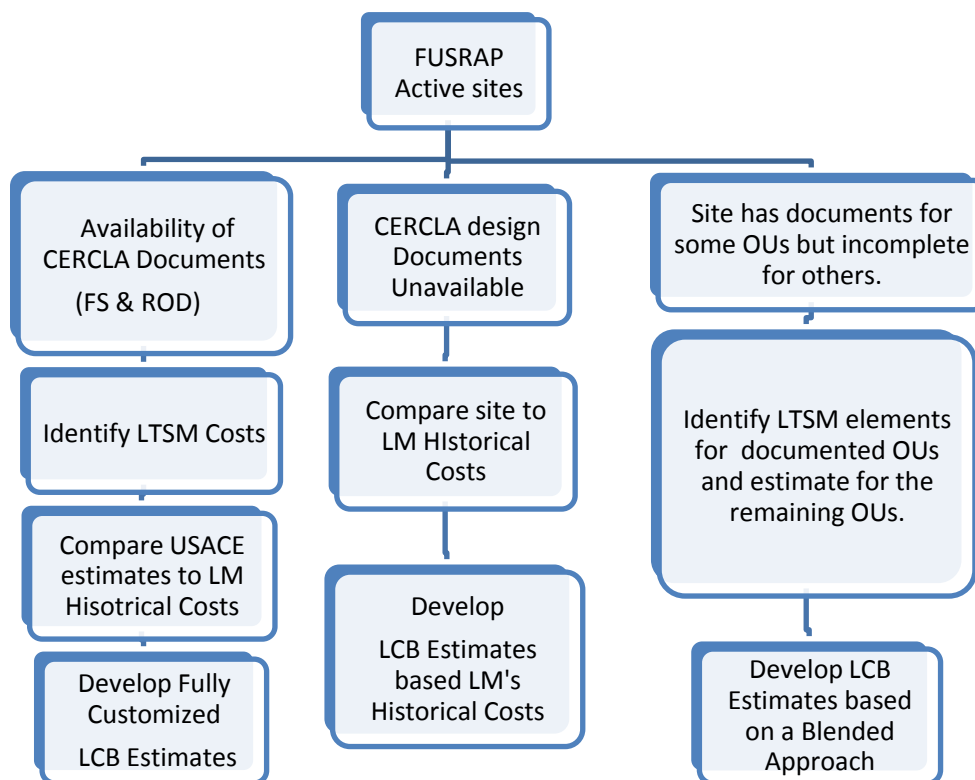 FUSRAP
Active sites
Availability of
CERCLA Documents
(FS & ROD)
Identify LTSM Costs
Compare USACE
estimates to LM
Hisotrical Costs
Develop Fully
Customized
LCB Estimates
CERCLA design
Documents
Unavailable
Compare site to
LM HIstorical
Costs
Develop
LCB Estimates
based LM's
Historical Costs
Site has documents for
some OUs but incomplete
for others.
Identify LTSM elements
for documented OUs
and estimate for the
remaining OUs.
Develop LCB
Estimates based
on a Blended
Approach